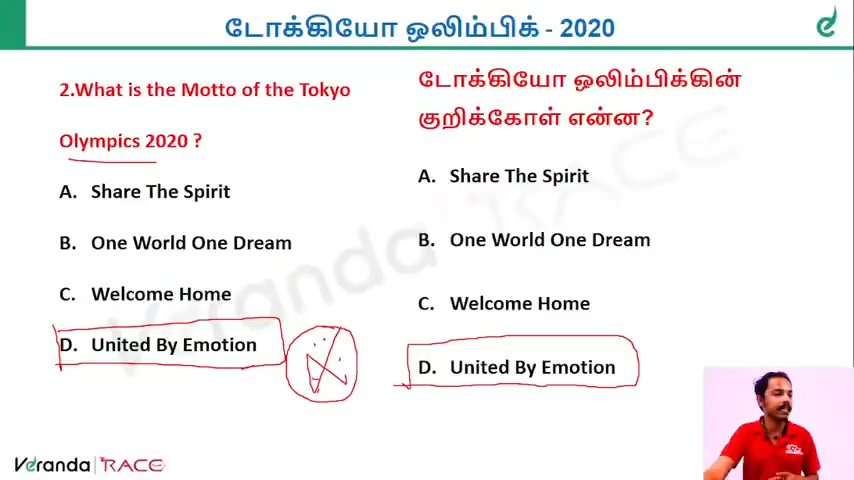 டோக்கியோ ஒலிம்பிக் - 2020
2.What is the Motto of the Tokyo
Olympics 2020 ?
A. Share The Spirit
B. One World One Dream
C. Welcome Home
D. United By Emotion
டோக்கியோ ஒலிம்பிக்கின்
குறிக்கோள் என்ன?
A. Share The Spirit
B. One World One Dream
C. Welcome Home
D. United By Emotion
Veranda RACE
Veranda | RACE